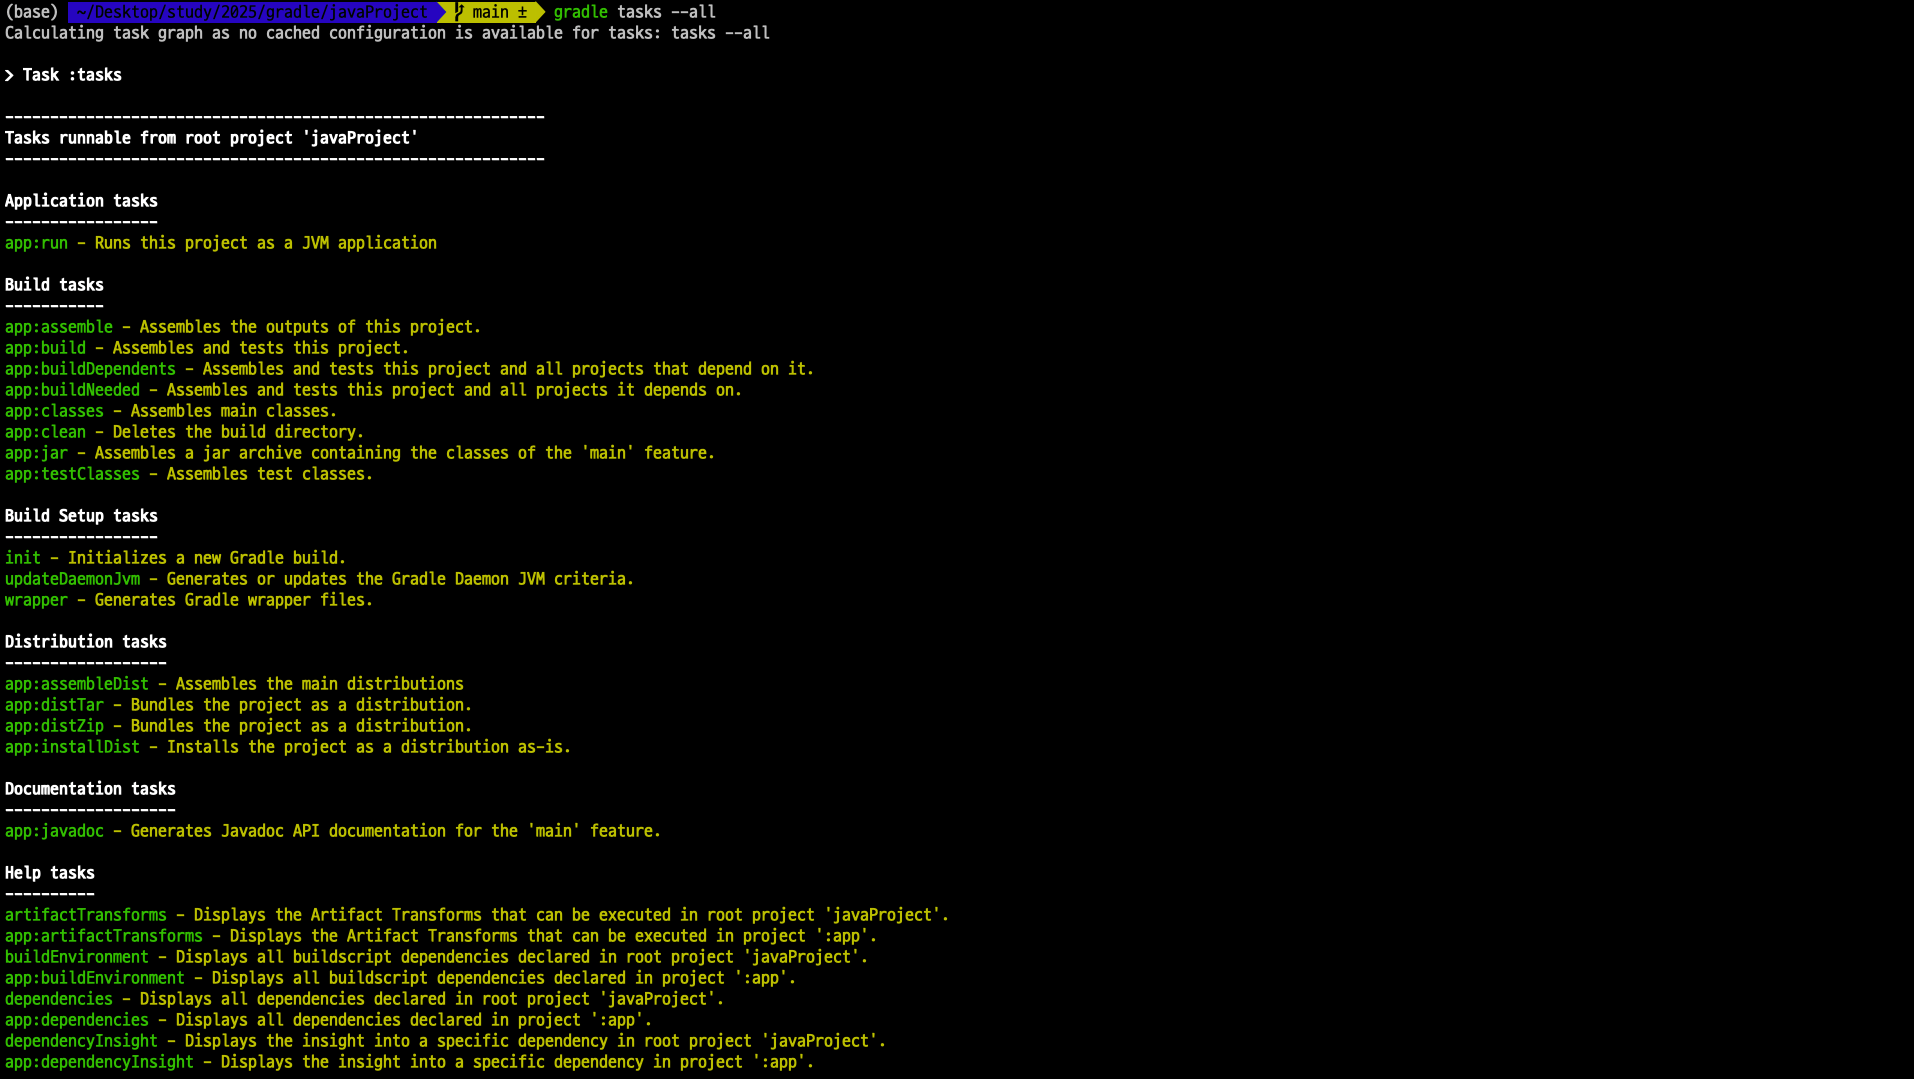 (base) ~/Desktop/study/2025/gradle/javaProject main ± gradle tasks --all
Calculating task graph as no cached configuration is available for tasks: tasks --all
> Task :tasks
------------------------------------------------------------
Tasks runnable from root project 'javaProject'
------------------------------------------------------------
Application tasks
-----------------
app:run - Runs this project as a JVM application
Build tasks
-----------
app:assemble - Assembles the outputs of this project.
app:build - Assembles and tests this project.
app:buildDependents - Assembles and tests this project and all projects that depend on it.
app:buildNeeded - Assembles and tests this project and all projects it depends on.
app:classes - Assembles main classes.
app:clean - Deletes the build directory.
app:jar - Assembles a jar archive containing the classes of the 'main' feature.
app:testClasses - Assembles test classes.
Build Setup tasks
-----------------
init - Initializes a new Gradle build.
updateDaemonJvm - Generates or updates the Gradle Daemon JVM criteria.
wrapper - Generates Gradle wrapper files.
Distribution tasks
------------------
app:assembleDist - Assembles the main distributions
app:distTar - Bundles the project as a distribution.
app:distZip - Bundles the project as a distribution.
app:installDist - Installs the project as a distribution as-is.
Documentation tasks
-------------------
app:javadoc - Generates Javadoc API documentation for the 'main' feature.
Help tasks
----------
artifactTransforms - Displays the Artifact Transforms that can be executed in root project 'javaProject'.
app:artifactTransforms - Displays the Artifact Transforms that can be executed in project ':app'.
buildEnvironment - Displays all buildscript dependencies declared in root project 'javaProject'.
app:buildEnvironment - Displays all buildscript dependencies declared in project ':app'.
dependencies - Displays all dependencies declared in root project 'javaProject'.
app:dependencies - Displays all dependencies declared in project ':app'.
dependencyInsight - Displays the insight into a specific dependency in root project 'javaProject'.
app:dependencyInsight - Displays the insight into a specific dependency in project ':app'.